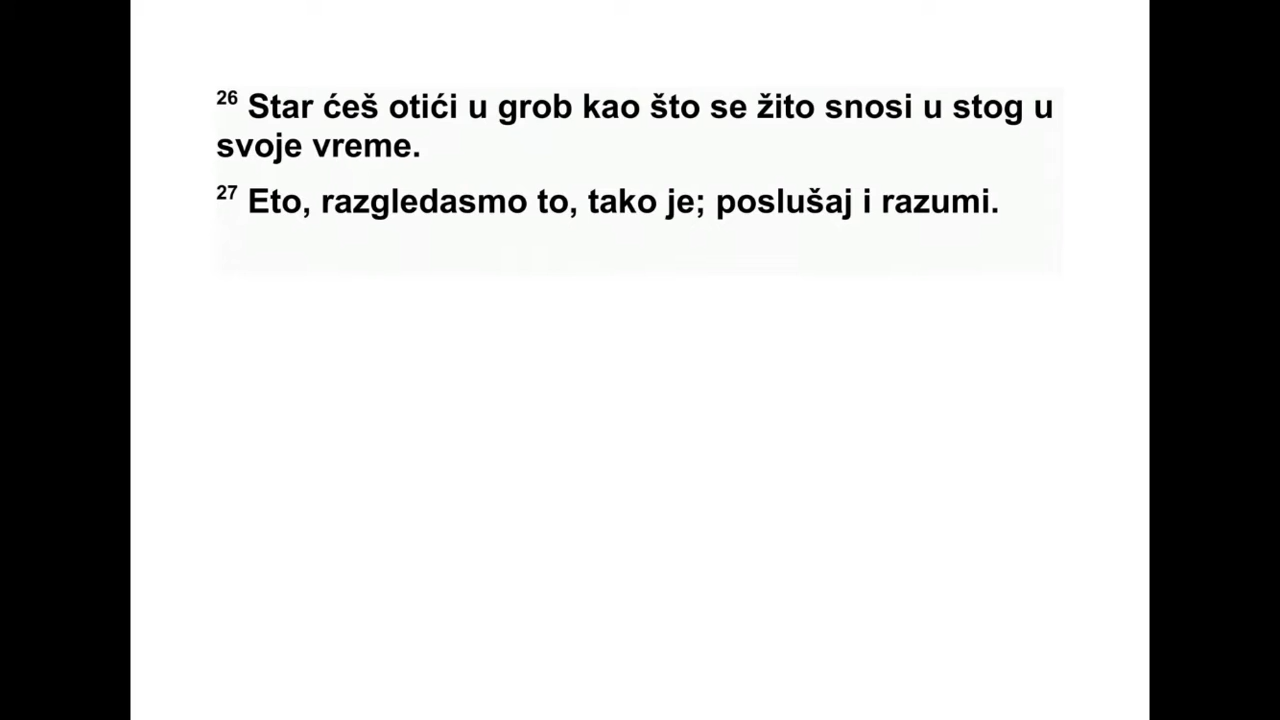 26 Star ćeš otići u grob kao što se žito snosi u stog u
svoje vreme.
27 Eto, razgledasmo to, tako je; poslušaj i razumi.